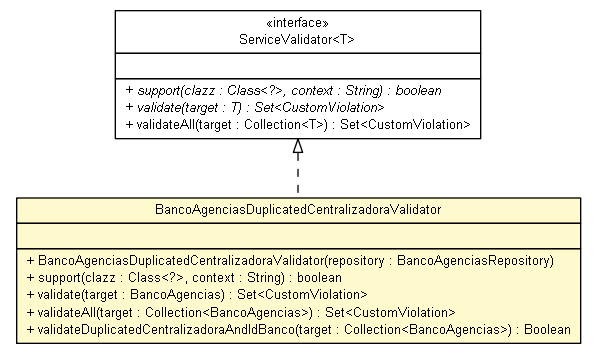 «interface»
ServiceValidator<T>
+ support(clazz : Class<?>, context : String) : boolean
+ validate(target : T) : Set<CustomViolation>
+ validateAll(target : Collection<T>) : Set<CustomViolation>
BancoAgenciasDuplicatedCentralizadoraValidator
+ BancoAgenciasDuplicatedCentralizadoraValidator(repository : BancoAgenciasRepository)
+ support(clazz : Class<?>, context : String) : boolean
+ validate(target : BancoAgencias) : Set<CustomViolation>
+ validateAll(target : Collection<BancoAgencias>) : Set<CustomViolation>
+ validateDuplicatedCentralizadoraAndIdBanco(target : Collection<BancoAgencias>) : Boolean